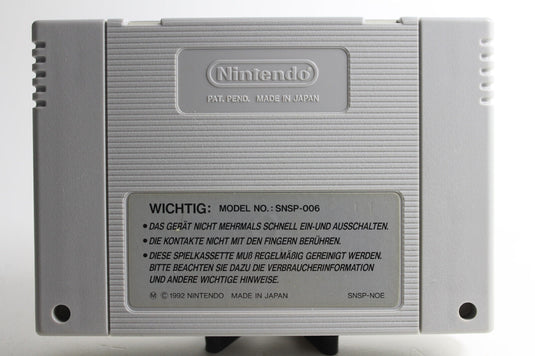 Nintendo
PAT. PEND. MADE IN JAPAN
WICHTIG: MODEL NO.: SNSP-006
• DAS GERÄT NICHT MEHRMALS SCHNELL EIN-UND AUSSCHALTEN.
• DIE KONTAKTE NICHT MIT DEN FINGERN BERÜHREN.
• DIESE SPIELKASSETTE MUß REGELMÄßIG GEREINIGT WERDEN.
BITTE BEACHTEN SIE DAZU DIE VERBRAUCHERINFORMATION
UND ANDERE WICHTIGE HINWEISE.
Ⓜ © 1992 NINTENDO MADE IN JAPAN SNSP-NOE